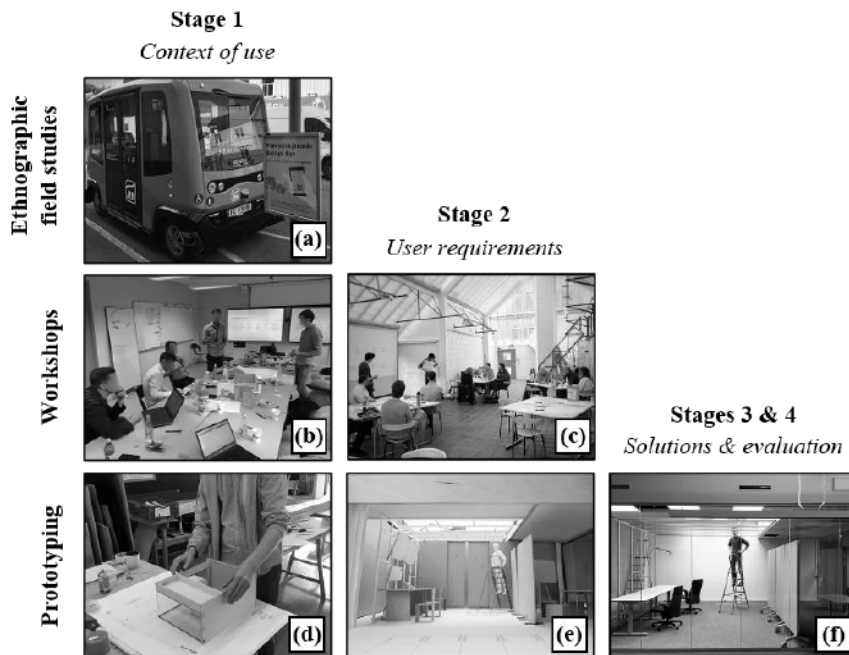 Stage 1
Context of use
Ethnographic
field studies
(a)
Stage 2
User requirements
Workshops
(b)
(c)
Stages 3 & 4
Solutions & evaluation
Prototyping
(d)
(e)
(f)